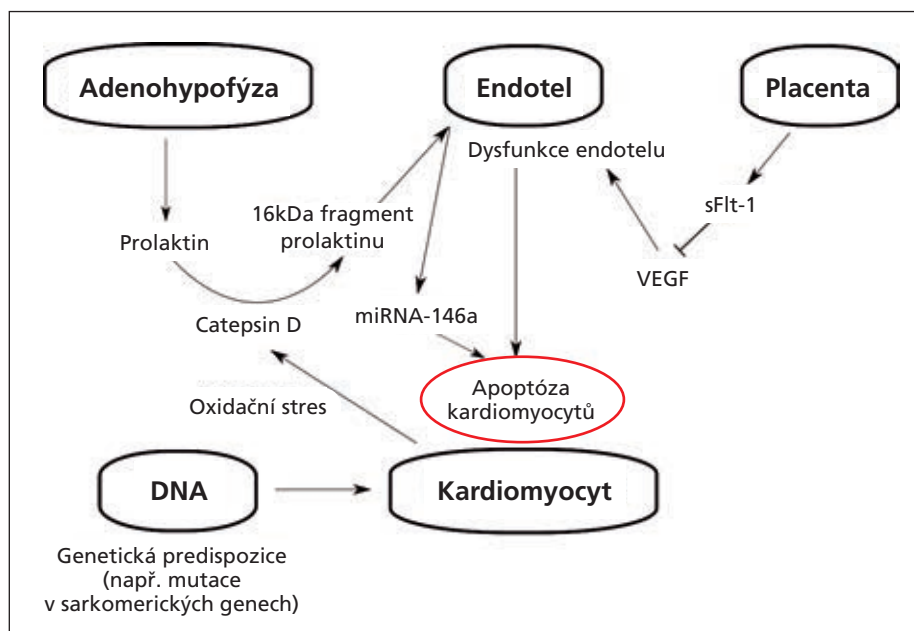 Adenohypofýza
Endotel
Placenta
Dysfunkce endotelu
sFlt-1
16kDa fragment
prolaktinu
Prolaktin
VEGF
Catepsin D
miRNA-146a
Apoptóza
kardiomyocytů
Oxidační stres
DNA
Kardiomyocyt
Genetická predispozice
(např. mutace
v sarkomerických genech)